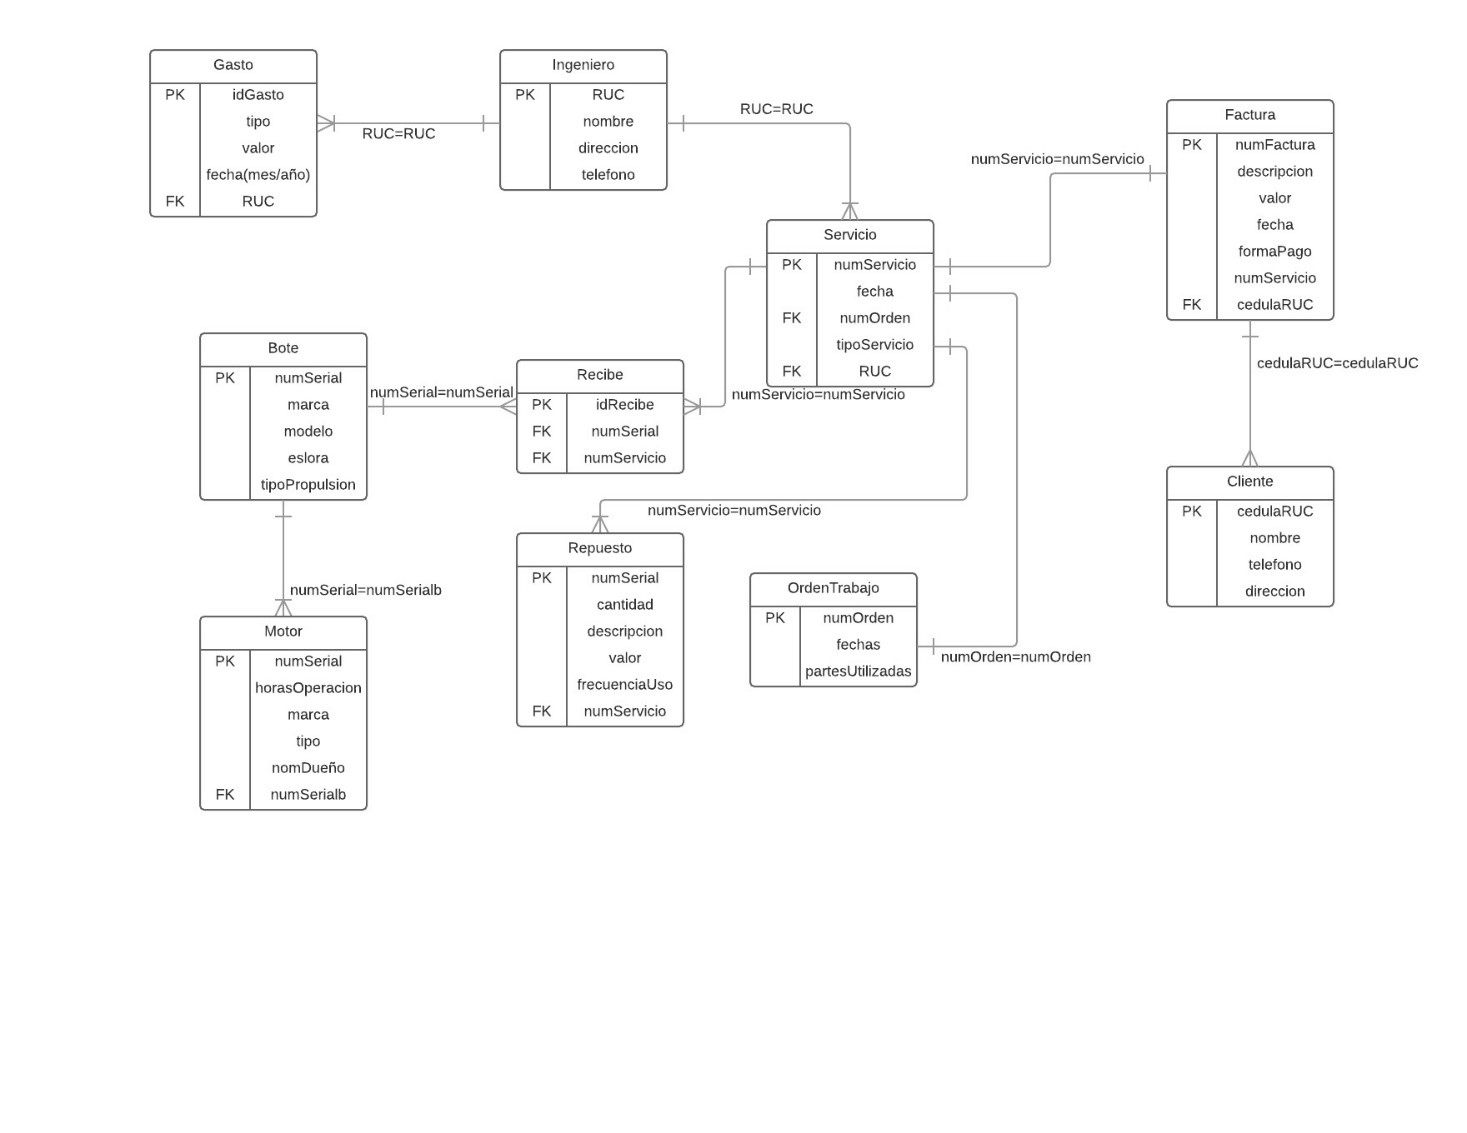 Gasto
PK idGasto
tipo
valor
fecha(mes/año)
FK RUC
RUC=RUC
Ingeniero
PK RUC
nombre
direccion
telefono
RUC=RUC
Servicio
PK numServicio
fecha
FK numOrden
tipoServicio
FK RUC
numServicio=numServicio
Factura
PK numFactura
descripcion
valor
fecha
formaPago
numServicio
FK cedulaRUC
cedulaRUC=cedulaRUC
Bote
PK numSerial
marca
modelo
eslora
tipoPropulsion
numSerial=numSerial
Recibe
PK idRecibe
FK numSerial
FK numServicio
numServicio=numServicio
Cliente
PK cedulaRUC
nombre
telefono
direccion
numServicio=numServicio
Repuesto
PK numSerial
cantidad
descripcion
valor
frecuenciaUso
FK numServicio
OrdenTrabajo
PK numOrden
fechas
partesUtilizadas
numOrden=numOrden
numSerial=numSerialb
Motor
PK numSerial
horasOperacion
marca
tipo
nomDueño
FK numSerialb